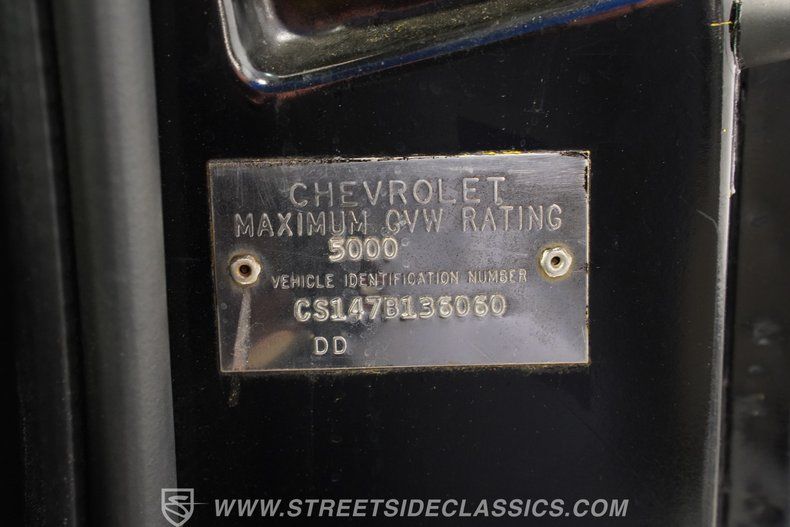 CHEVROLET
MAXIMUM GVW RATING
5000
VEHICLE IDENTIFICATION NUMBER
CS147B136060
DD
WWW.STREETSIDECLASSICS.COM